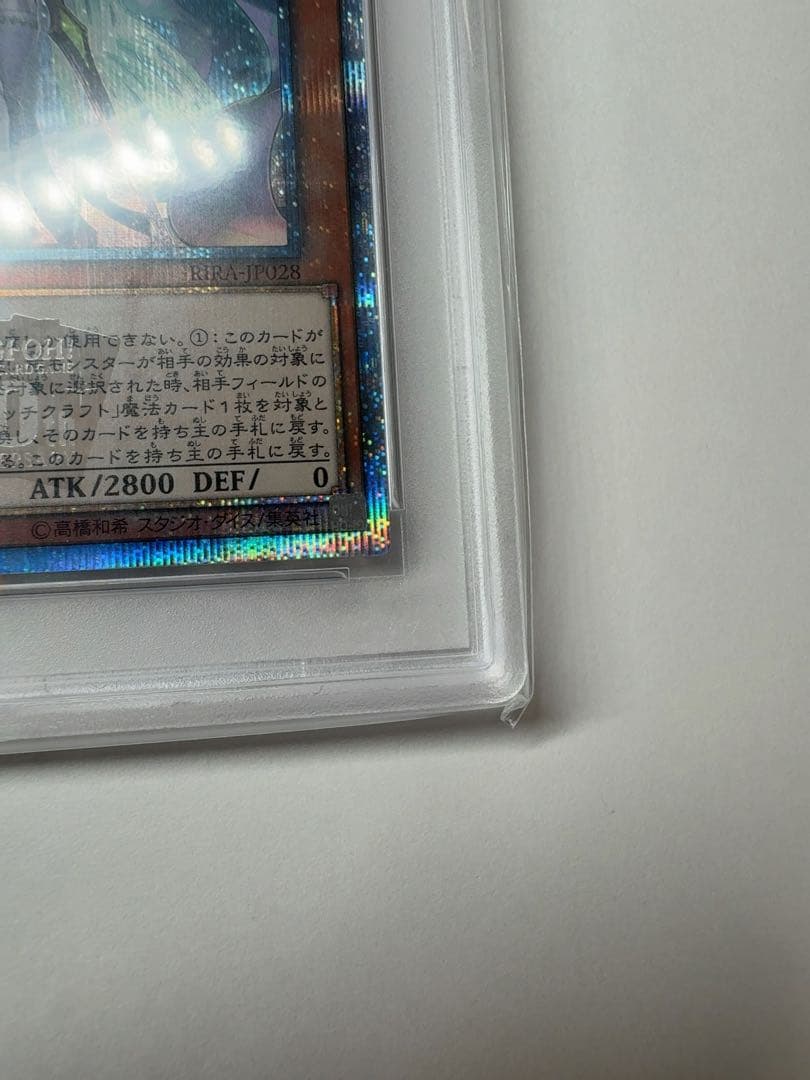 RIRA-JP028
使用できない。①:このカードが
モンスターが相手の効果の対象に
対象に選択された時、相手フィールドの
ッチクラフト」魔法カード1枚を対象と
し、そのカードを持ち主の手札に戻す。
る。このカードを持ち主の手札に戻す。
ATK/2800 DEF/ 0
©高橋和希 スタジオ・ダイス/集英社